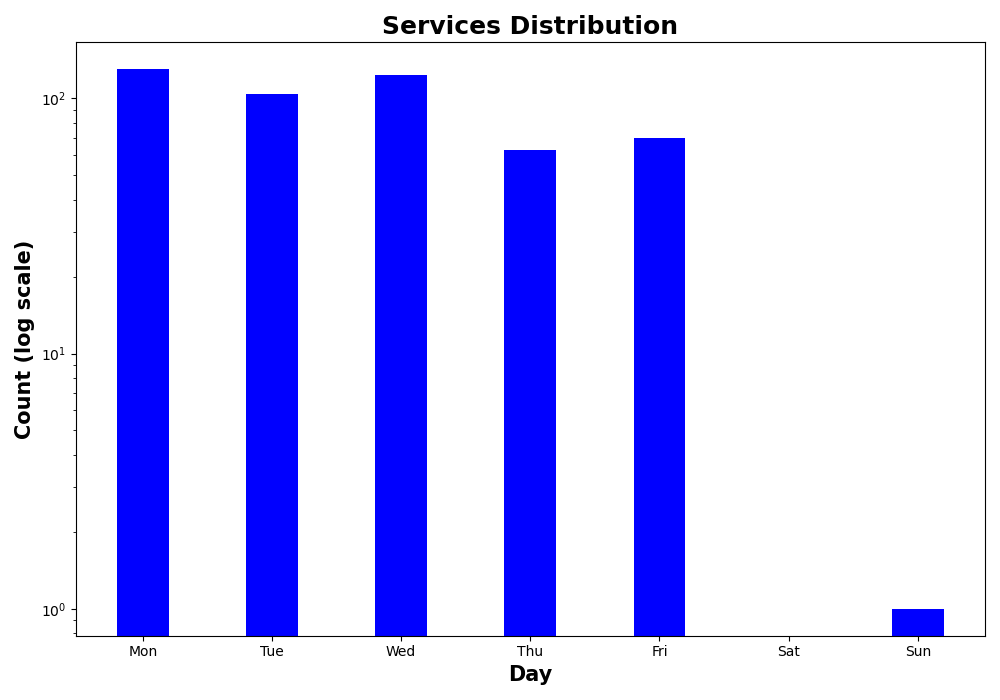 Services Distribution
Count (log scale)
10²
10¹
10⁰
Mon Tue Wed Thu Fri Sat Sun
Day